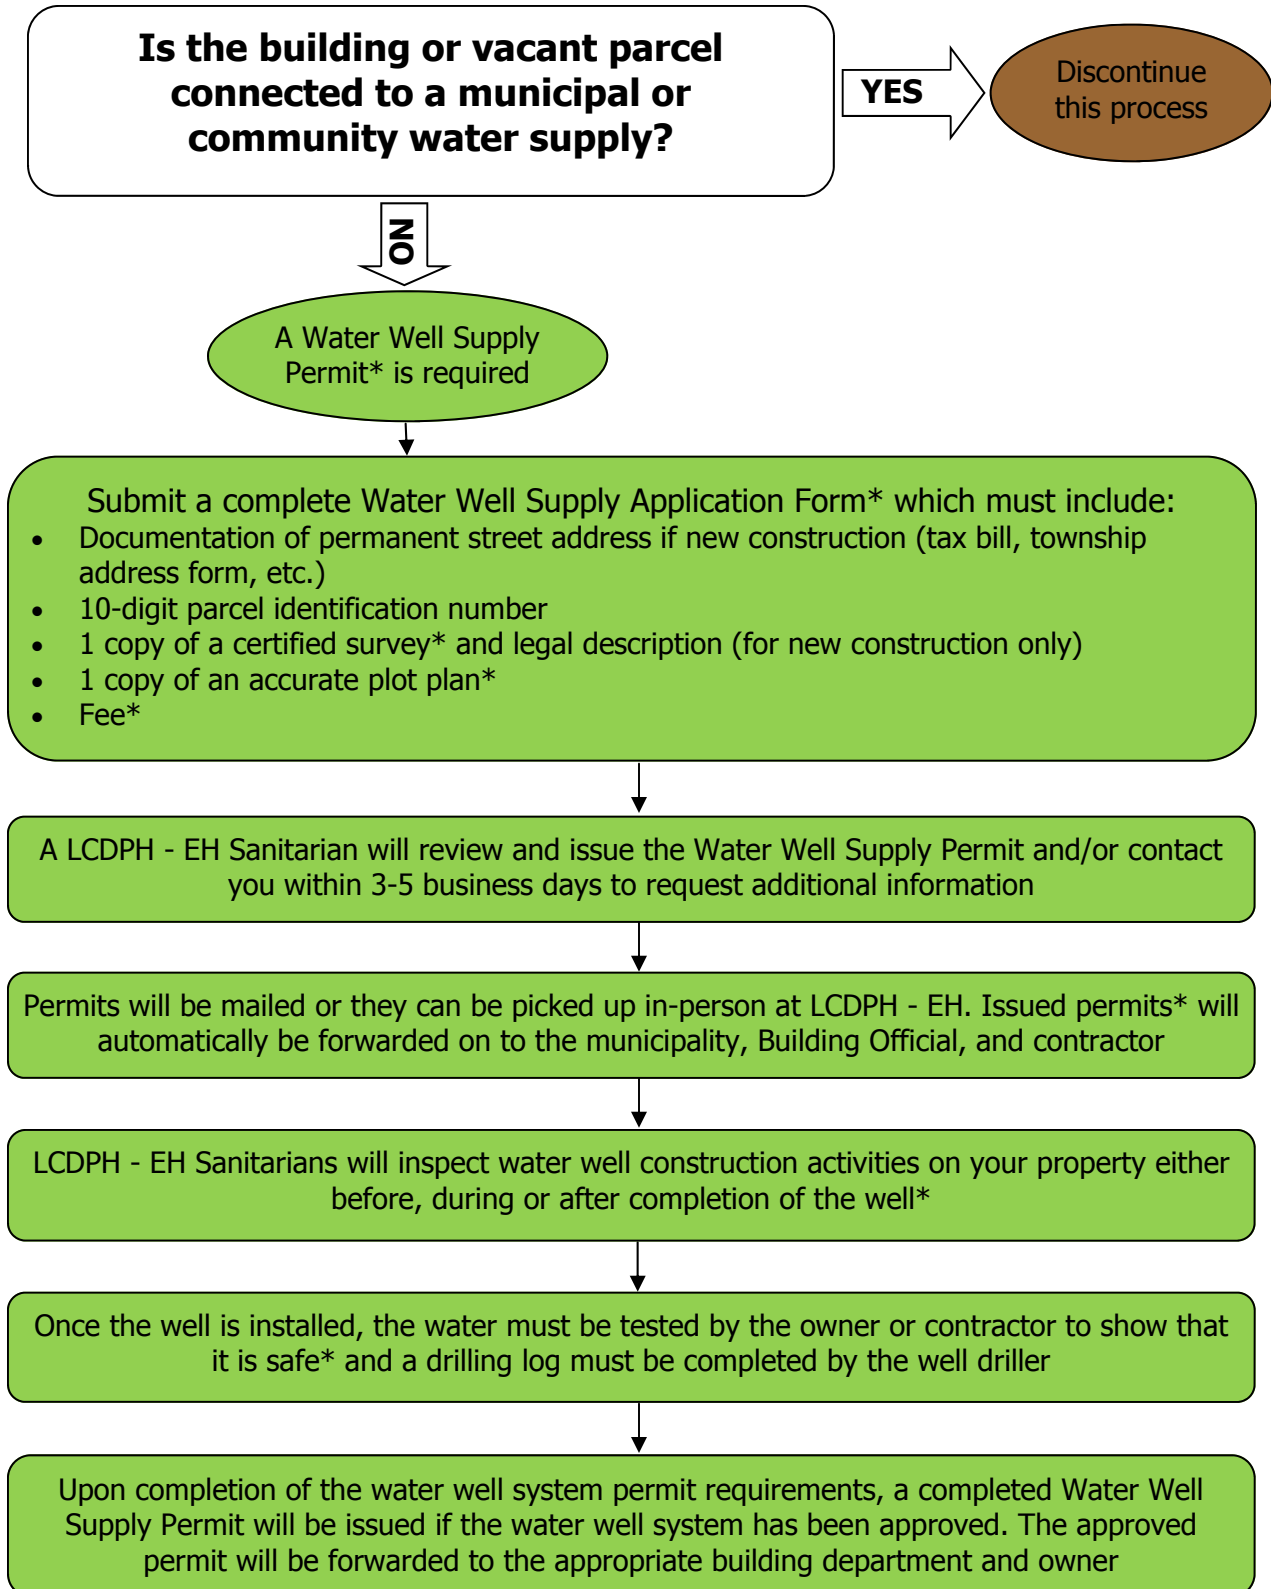 Is the building or vacant parcel
connected to a municipal or
community water supply?
YES
Discontinue
this process
NO
A Water Well Supply
Permit* is required
Submit a complete Water Well Supply Application Form* which must include:
• Documentation of permanent street address if new construction (tax bill, township
address form, etc.)
• 10-digit parcel identification number
• 1 copy of a certified survey* and legal description (for new construction only)
• 1 copy of an accurate plot plan*
• Fee*
A LCDPH - EH Sanitarian will review and issue the Water Well Supply Permit and/or contact
you within 3-5 business days to request additional information
Permits will be mailed or they can be picked up in-person at LCDPH - EH. Issued permits* will
automatically be forwarded on to the municipality, Building Official, and contractor
LCDPH - EH Sanitarians will inspect water well construction activities on your property either
before, during or after completion of the well*
Once the well is installed, the water must be tested by the owner or contractor to show that
it is safe* and a drilling log must be completed by the well driller
Upon completion of the water well system permit requirements, a completed Water Well
Supply Permit will be issued if the water well system has been approved. The approved
permit will be forwarded to the appropriate building department and owner